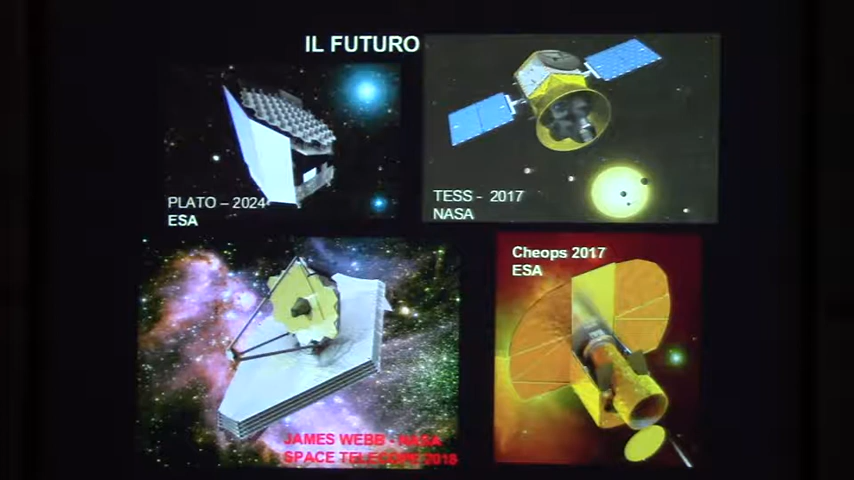 IL FUTURO
PLATO – 2024
ESA
TESS - 2017
NASA
JAMES WEBB - NASA
SPACE TELESCOPE 2018
Cheops 2017
ESA